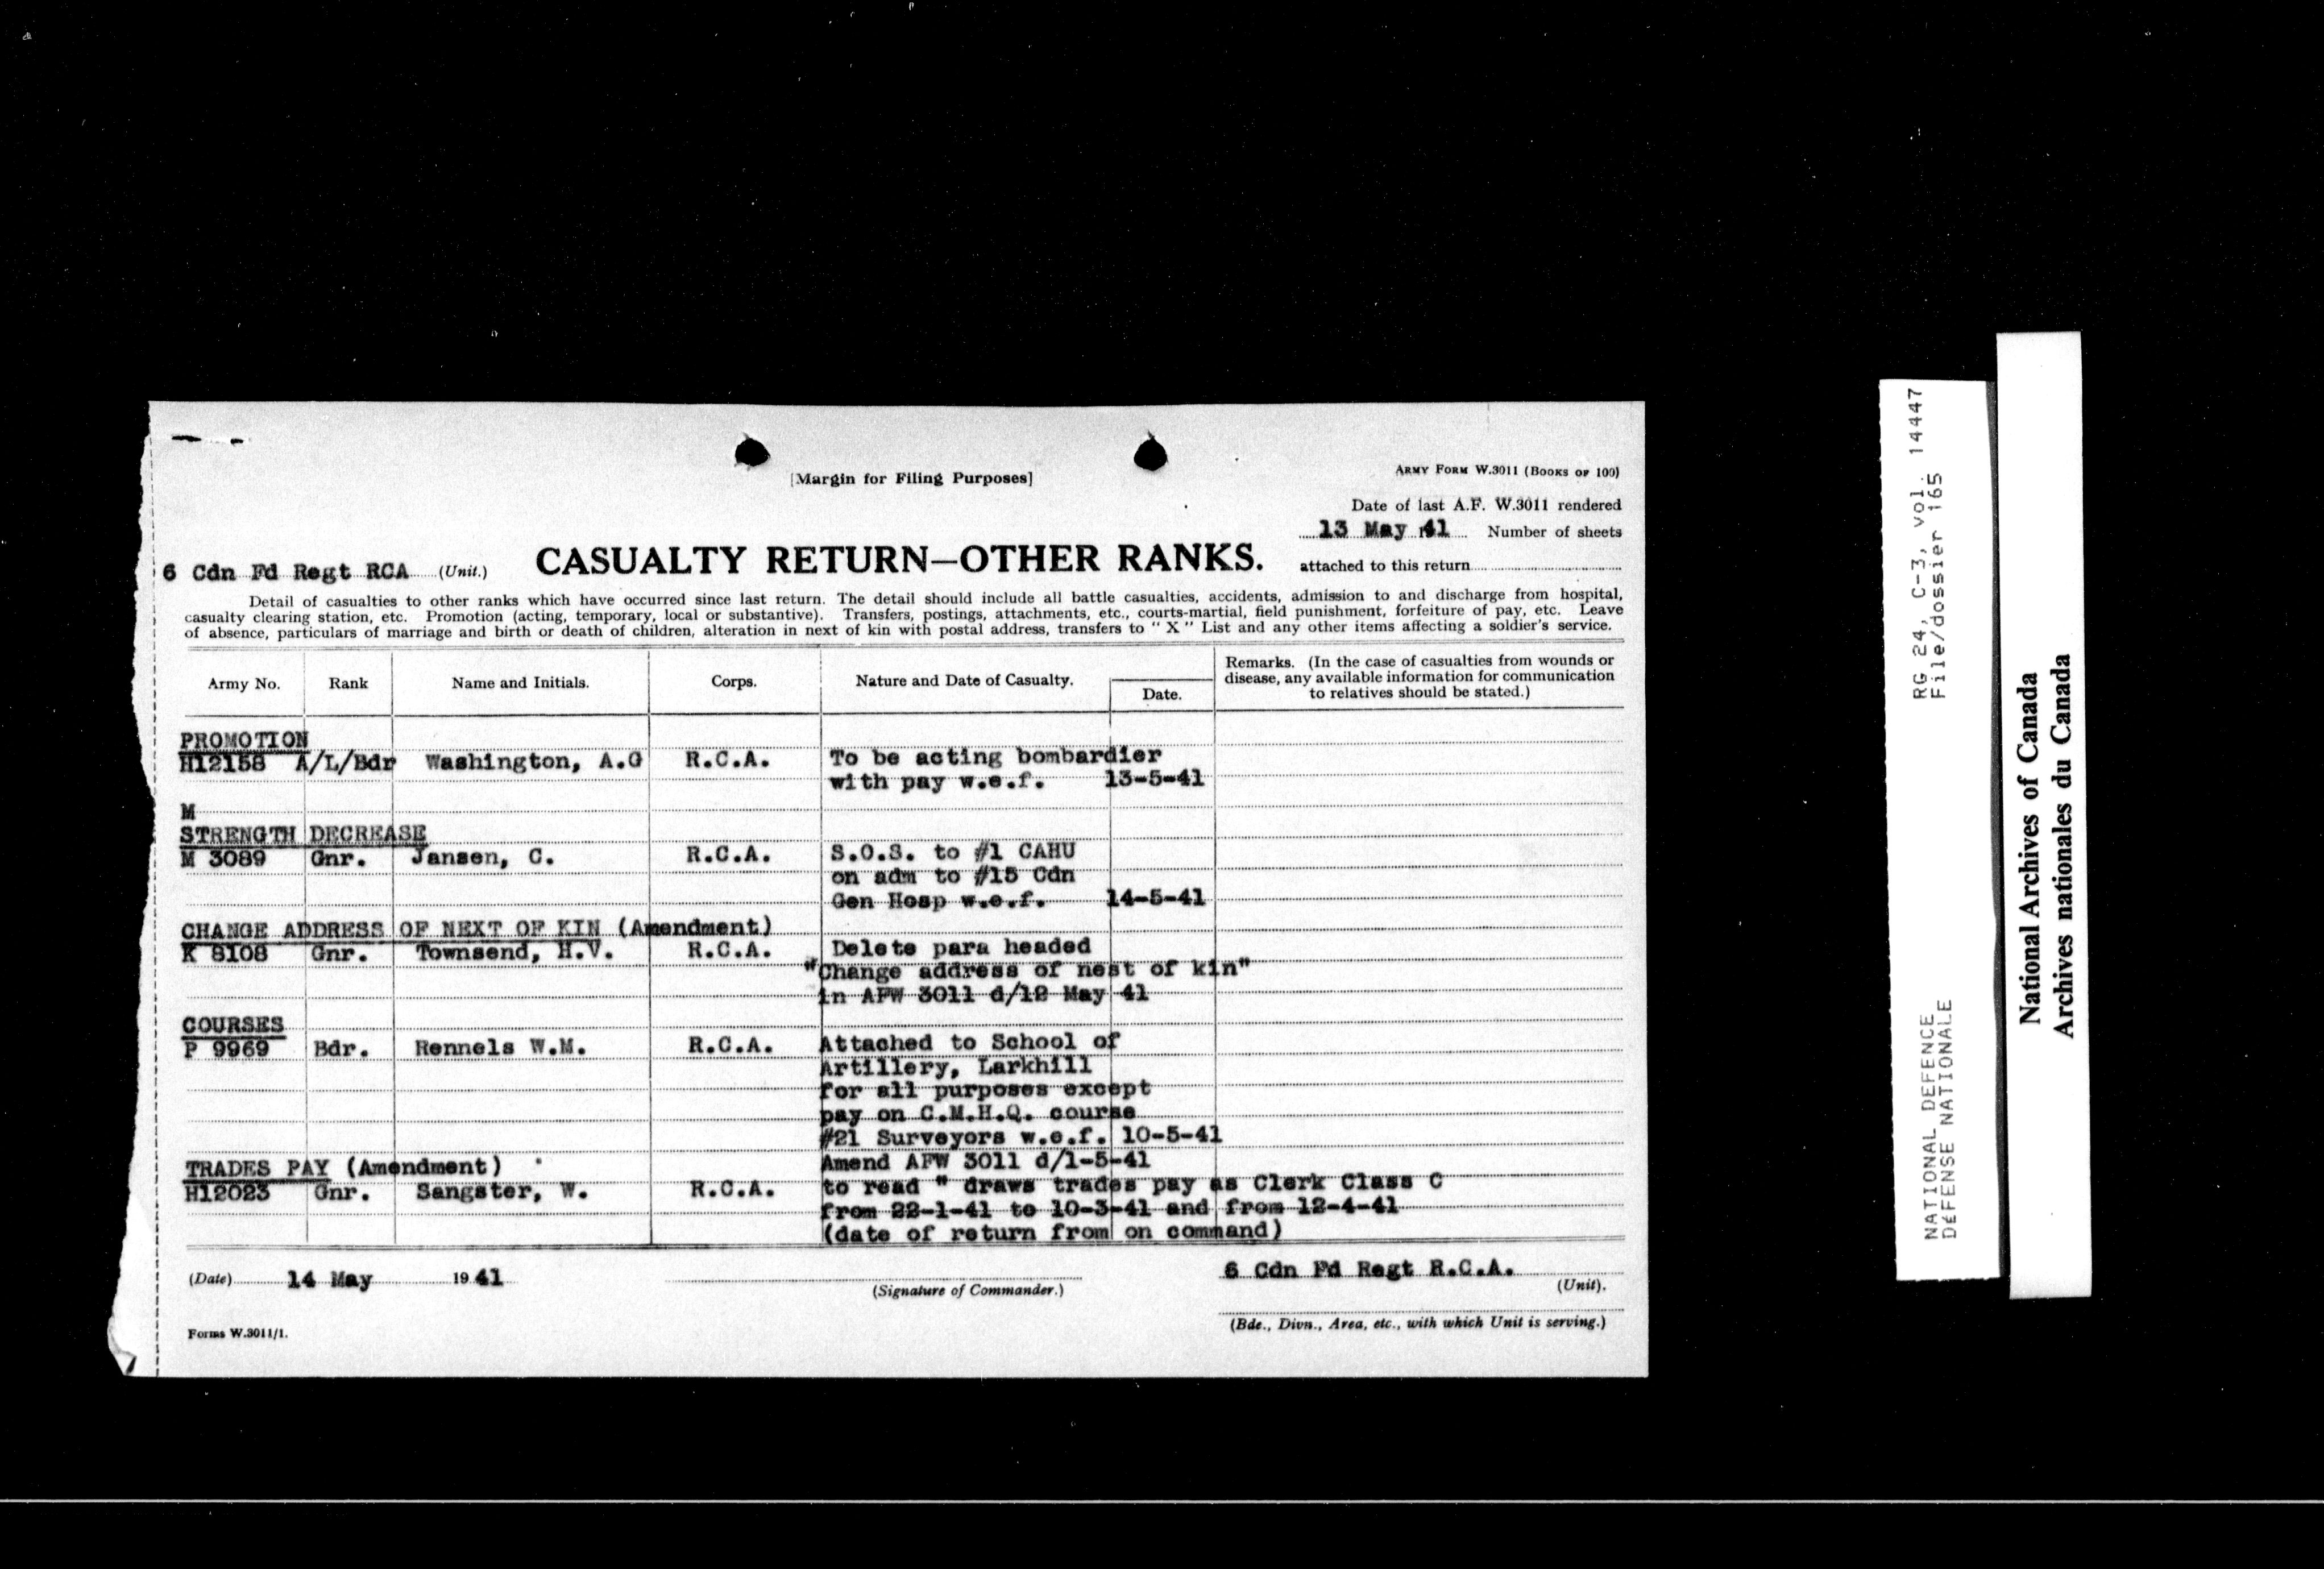 [Margin for Filing Purposes]
ARMY FORM W.3011 (BOOKS OF 100)
Date of last A.F. W.3011 rendered
13 May 41 Number of sheets
6 Cdn Fd Regt RCA (Unit.) CASUALTY RETURN—OTHER RANKS. attached to this return
Detail of casualties to other ranks which have occurred since last return. The detail should include all battle casualties, accidents, admission to and discharge from hospital,
casualty clearing station, etc. Promotion (acting, temporary, local or substantive). Transfers, postings, attachments, etc., courts-martial, field punishment, forfeiture of pay, etc. Leave
of absence, particulars of marriage and birth or death of children, alteration in next of kin with postal address, transfers to "X" List and any other items affecting a soldier's service.
Army No. Rank Name and Initials. Corps. Nature and Date of Casualty. Date. Remarks. (In the case of casualties from wounds or
disease, any available information for communication
to relatives should be stated.)
PROMOTION
H12158 A/L/Bdr Washington, A.G R.C.A. To be acting bombardier
with pay w.e.f. 13-5-41
M
STRENGTH DECREASE
M 3089 Gnr. Jansen, C. R.C.A. S.O.S. to #1 CAHU
on adm to #15 Cdn
Gen Hosp w.e.f. 14-5-41
CHANGE ADDRESS OF NEXT OF KIN (Amendment)
K 8108 Gnr. Townsend, H.V. R.C.A. Delete para headed
"Change address of nest of kin"
in AFW 3011 d/12 May 41
COURSES
P 9969 Bdr. Rennels W.M. R.C.A. Attached to School of
Artillery, Larkhill
for all purposes except
pay on C.M.H.Q. course
#21 Surveyors w.e.f. 10-5-41
TRADES PAY (Amendment) Amend AFW 3011 d/1-5-41
H12023 Gnr. Sangster, W. R.C.A. to read " draws trades pay as Clerk Class C
from 22-1-41 to 10-3-41 and from 12-4-41
(date of return from on command)
(Date) 14 May 19 41
(Signature of Commander.)
6 Cdn Fd Regt R.C.A.
(Unit).
(Bde., Divn., Area, etc., with which Unit is serving.)
Forms W.3011/1.
NATIONAL DEFENCE RG 24, C-3, vol. 14447
DÉFENSE NATIONALE File/dossier 165
National Archives of Canada
Archives nationales du Canada